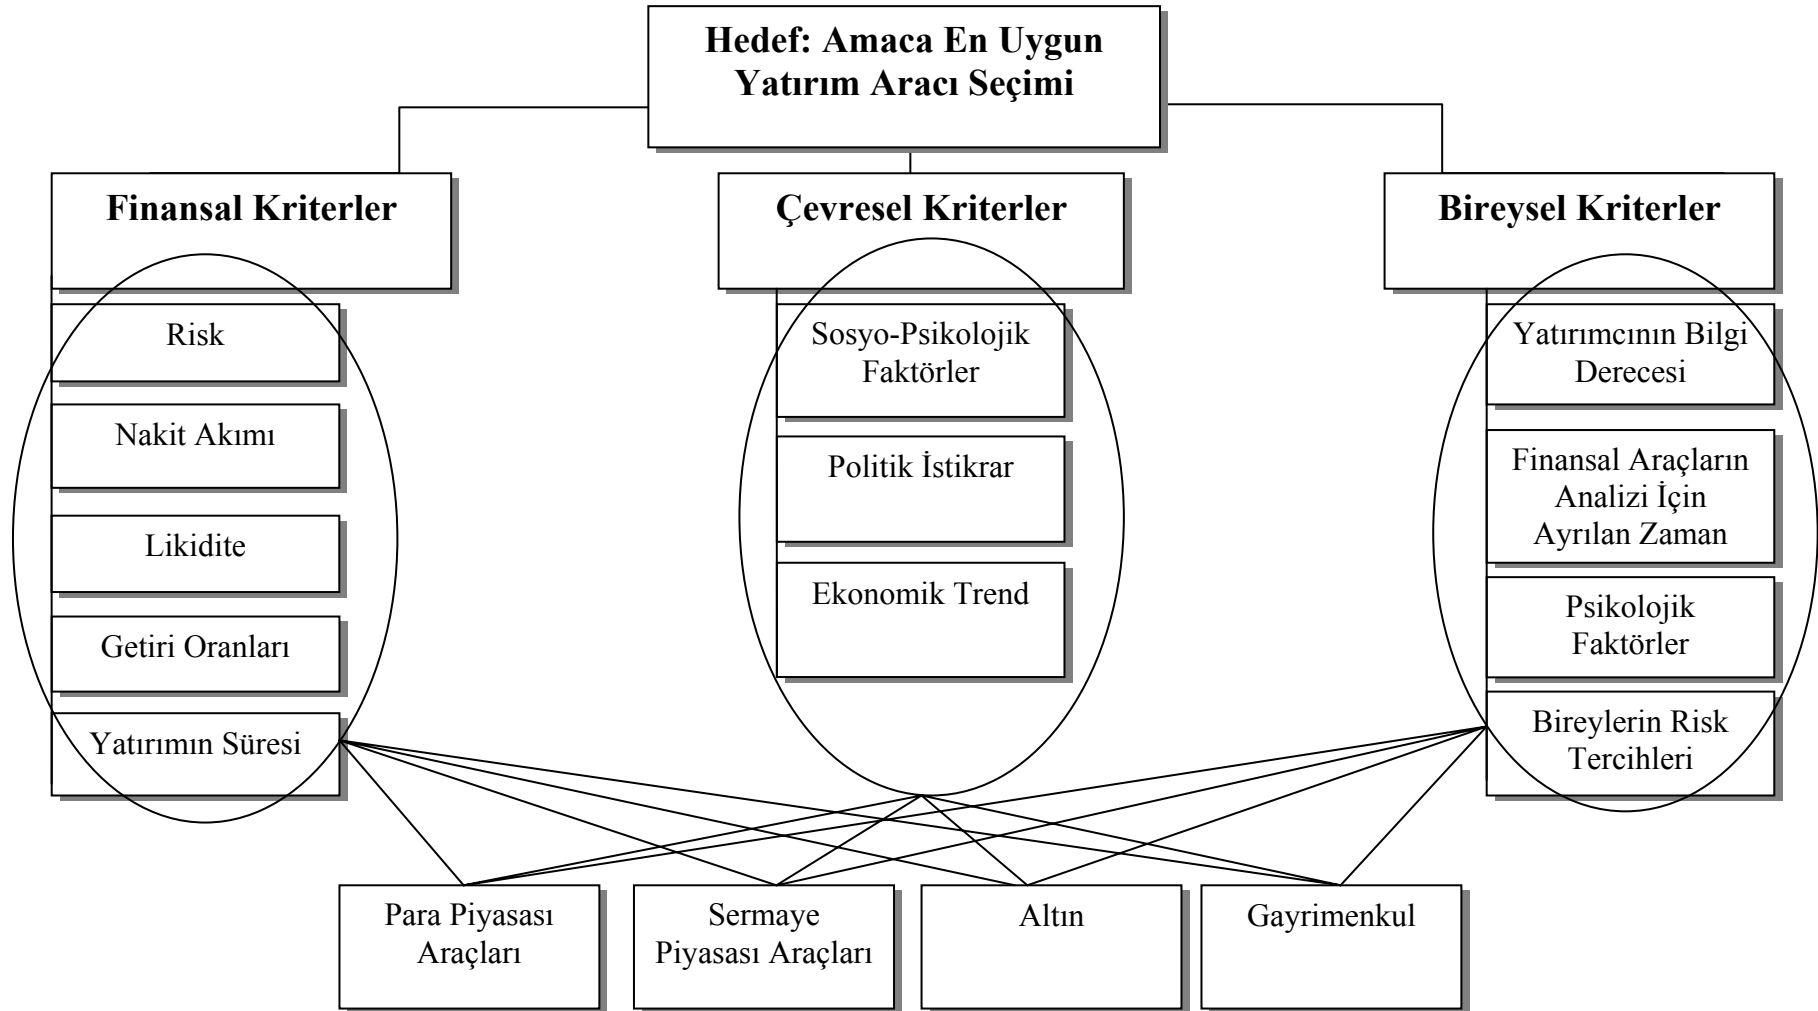 Hedef: Amaca En Uygun
Yatırım Aracı Seçimi
Finansal Kriterler
Çevresel Kriterler
Bireysel Kriterler
Risk
Nakit Akımı
Likidite
Getiri Oranları
Yatırımın Süresi
Sosyo-Psikolojik
Faktörler
Politik İstikrar
Ekonomik Trend
Yatırımcının Bilgi
Derecesi
Finansal Araçların
Analizi İçin
Ayrılan Zaman
Psikolojik
Faktörler
Bireylerin Risk
Tercihleri
Para Piyasası
Araçları
Sermaye
Piyasası Araçları
Altın
Gayrimenkul